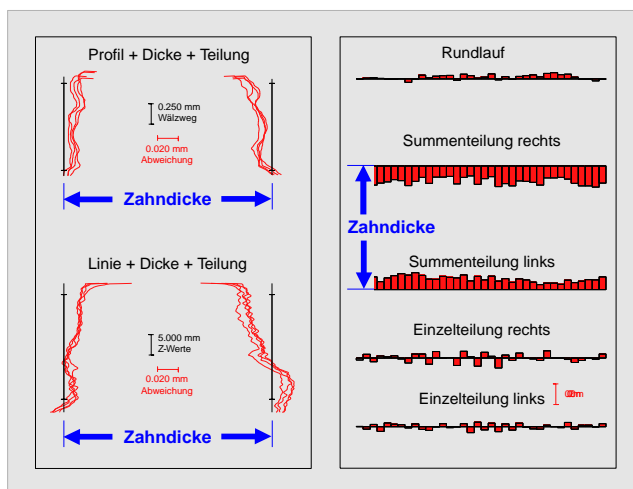 Profil + Dicke + Teilung
0.250 mm
Wälzweg
0.020 mm
Abweichung
Zahndicke
Linie + Dicke + Teilung
5.000 mm
Z-Werte
0.020 mm
Abweichung
Zahndicke
Rundlauf
Summenteilung rechts
Zahndicke
Summenteilung links
Einzelteilung rechts
Einzelteilung links